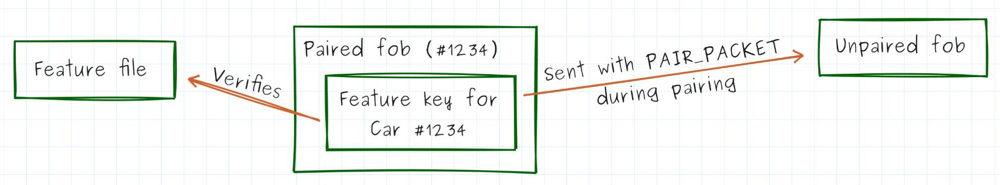 Feature file
Verifies
Paired fob (#1234)
Feature key for
Car #1234
Sent with PAIR_PACKET
during pairing
Unpaired fob